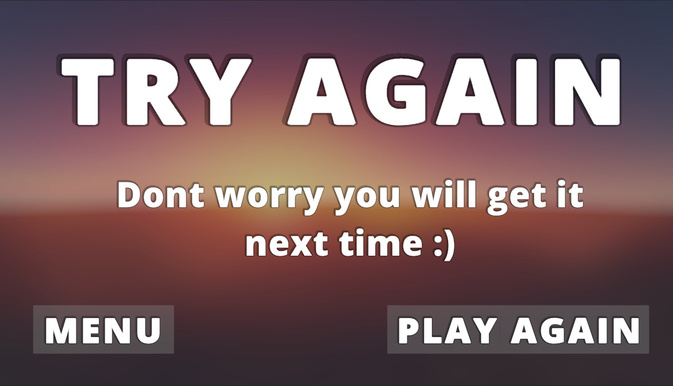 TRY AGAIN
Dont worry you will get it
next time :)
MENU
PLAY AGAIN